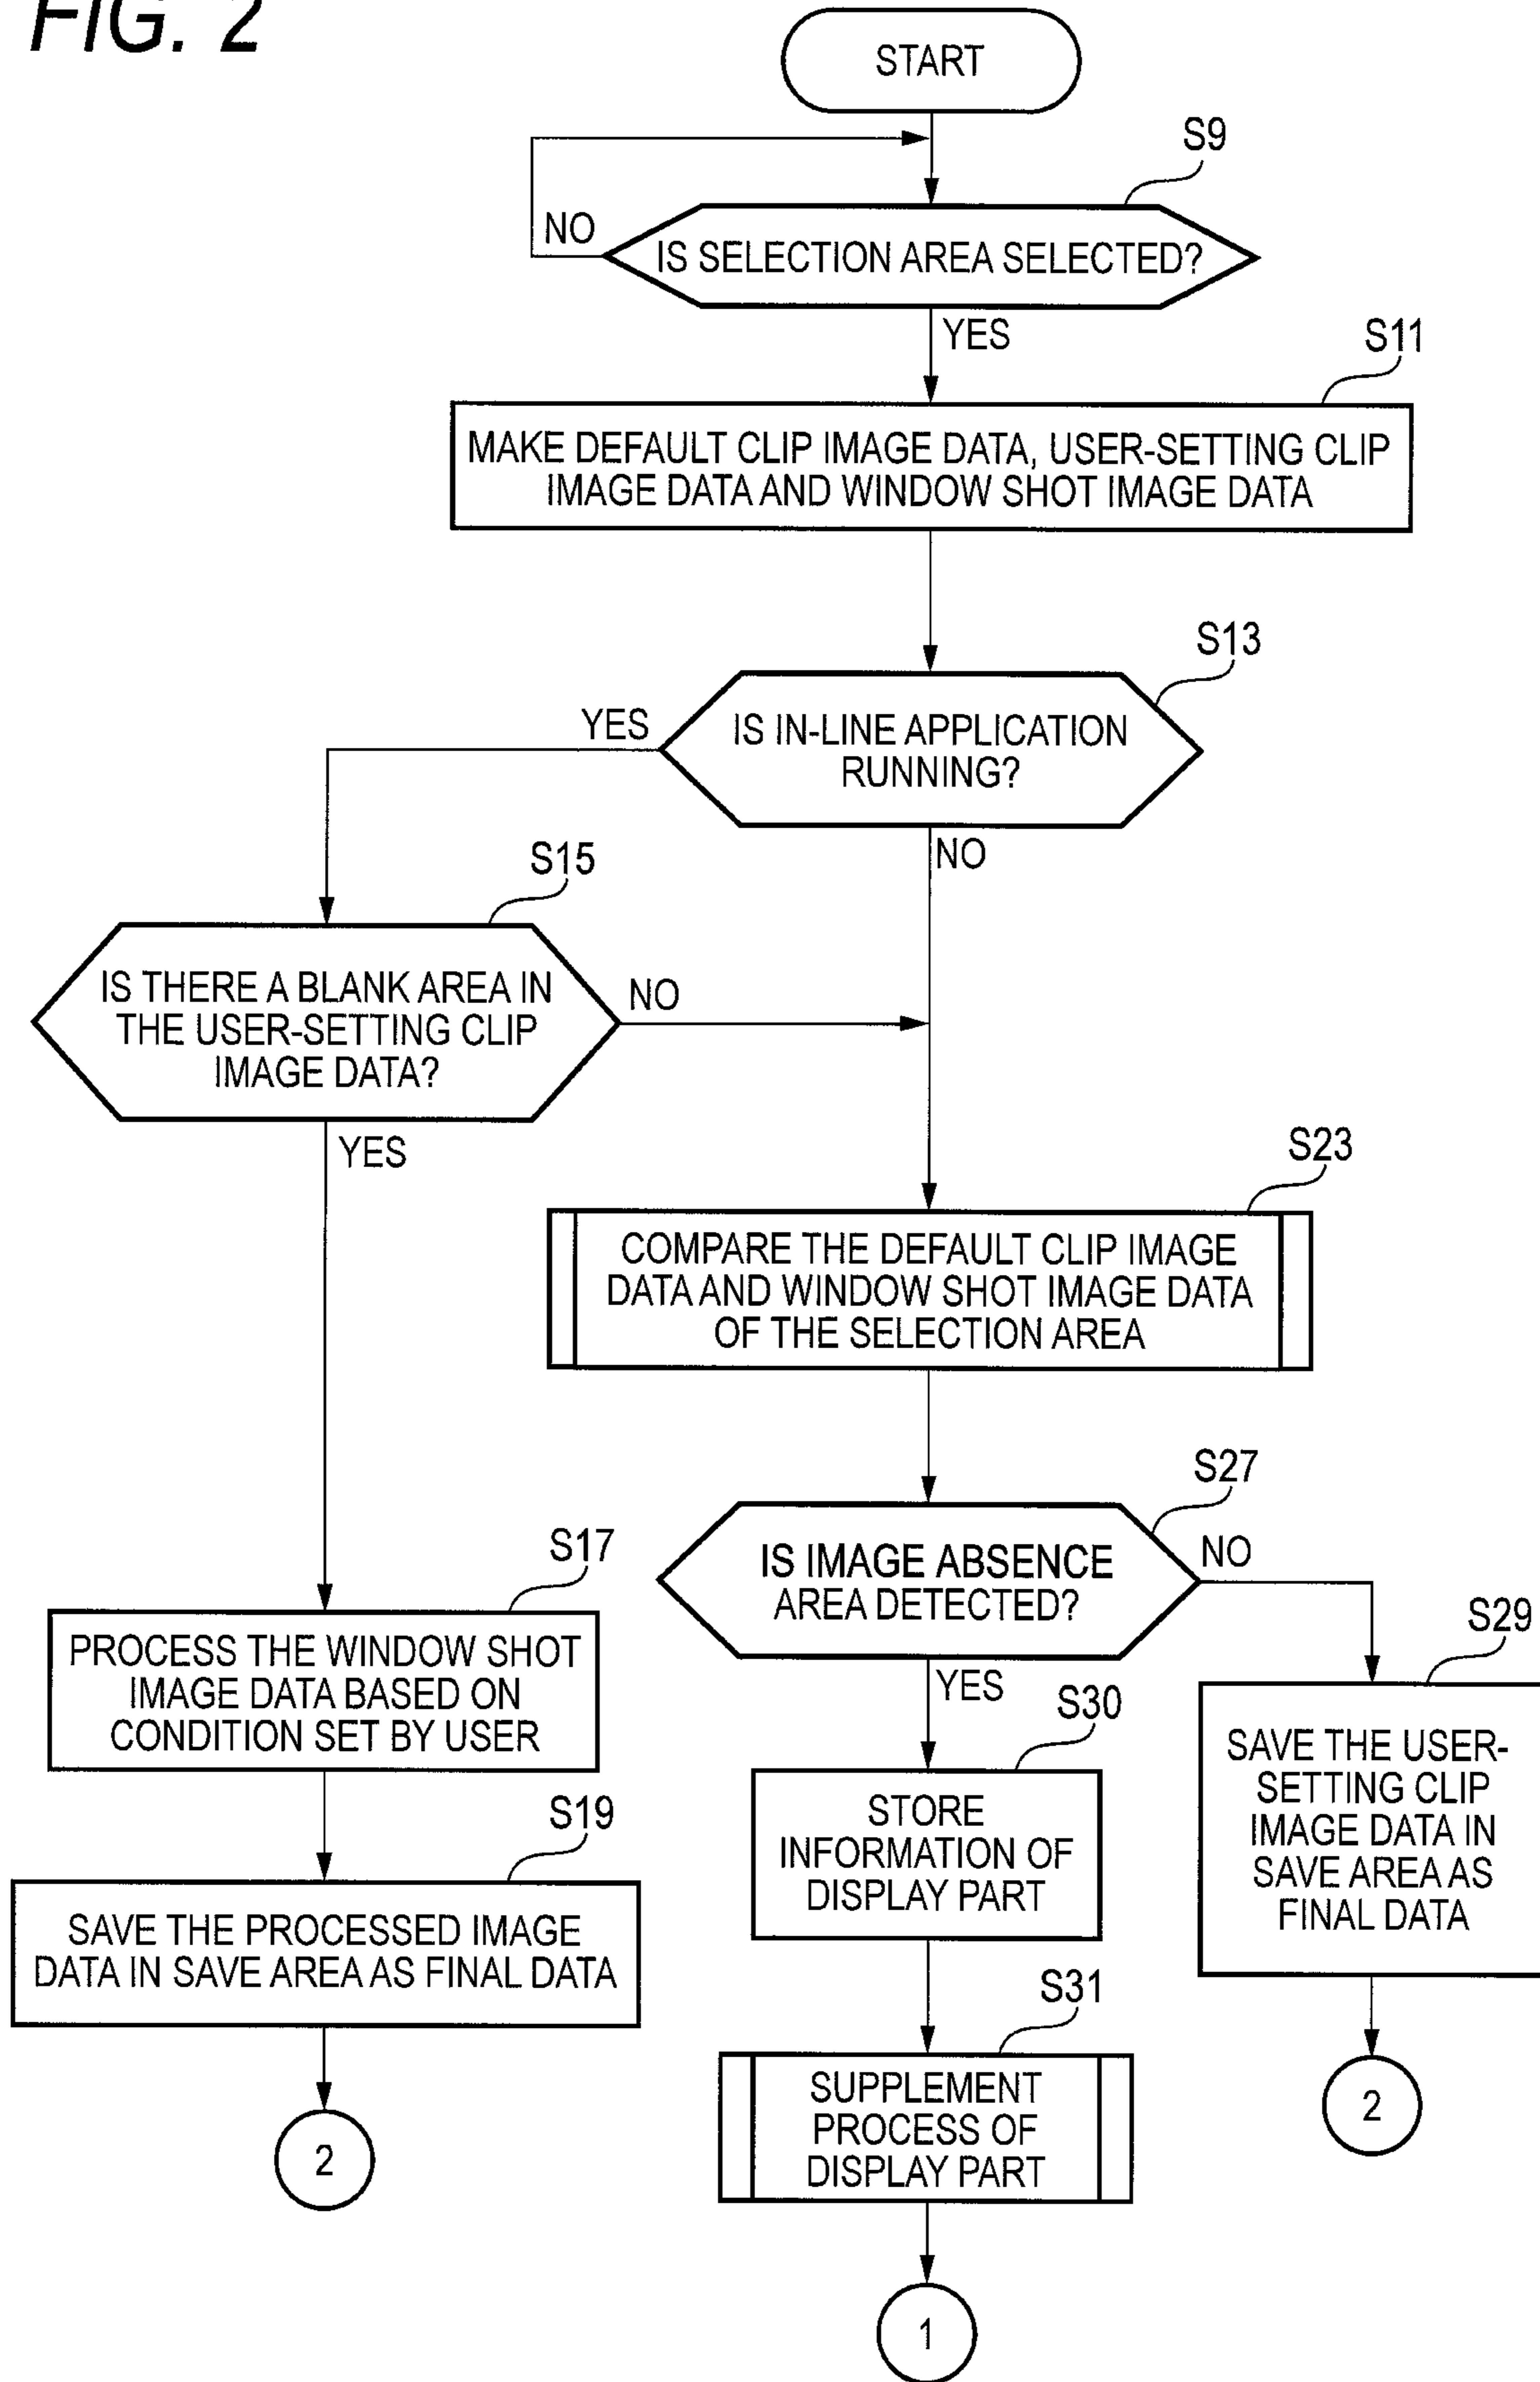 FIG. 2
START
S9
NO
IS SELECTION AREA SELECTED?
YES
S11
MAKE DEFAULT CLIP IMAGE DATA, USER-SETTING CLIP
IMAGE DATA AND WINDOW SHOT IMAGE DATA
S13
YES
IS IN-LINE APPLICATION
RUNNING?
NO
S15
IS THERE A BLANK AREA IN
THE USER-SETTING CLIP
IMAGE DATA?
NO
YES
S23
COMPARE THE DEFAULT CLIP IMAGE
DATA AND WINDOW SHOT IMAGE DATA
OF THE SELECTION AREA
S27
IS IMAGE ABSENCE
AREA DETECTED?
NO
YES
S17
PROCESS THE WINDOW SHOT
IMAGE DATA BASED ON
CONDITION SET BY USER
S30
STORE
INFORMATION OF
DISPLAY PART
S29
SAVE THE USER-
SETTING CLIP
IMAGE DATA IN
SAVE AREA AS
FINAL DATA
S19
SAVE THE PROCESSED IMAGE
DATA IN SAVE AREA AS FINAL DATA
S31
SUPPLEMENT
PROCESS OF
DISPLAY PART
2
2
1